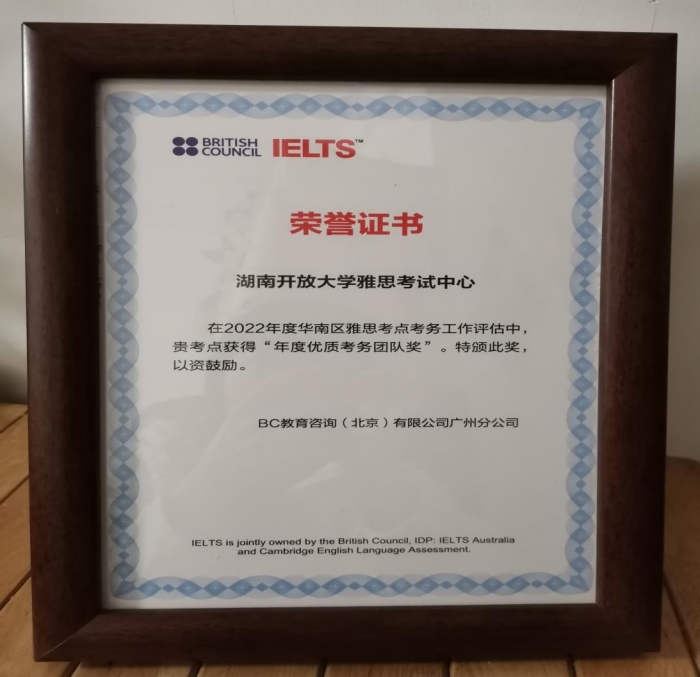 BRITISH COUNCIL IELTS™
荣誉证书
湖南开放大学雅思考试中心
在2022年度华南区雅思考点考务工作评估中，
贵考点获得“年度优质考务团队奖”。特颁此奖，
以资鼓励。
BC教育咨询（北京）有限公司广州分公司
IELTS is jointly owned by the British Council, IDP: IELTS Australia
and Cambridge English Language Assessment.